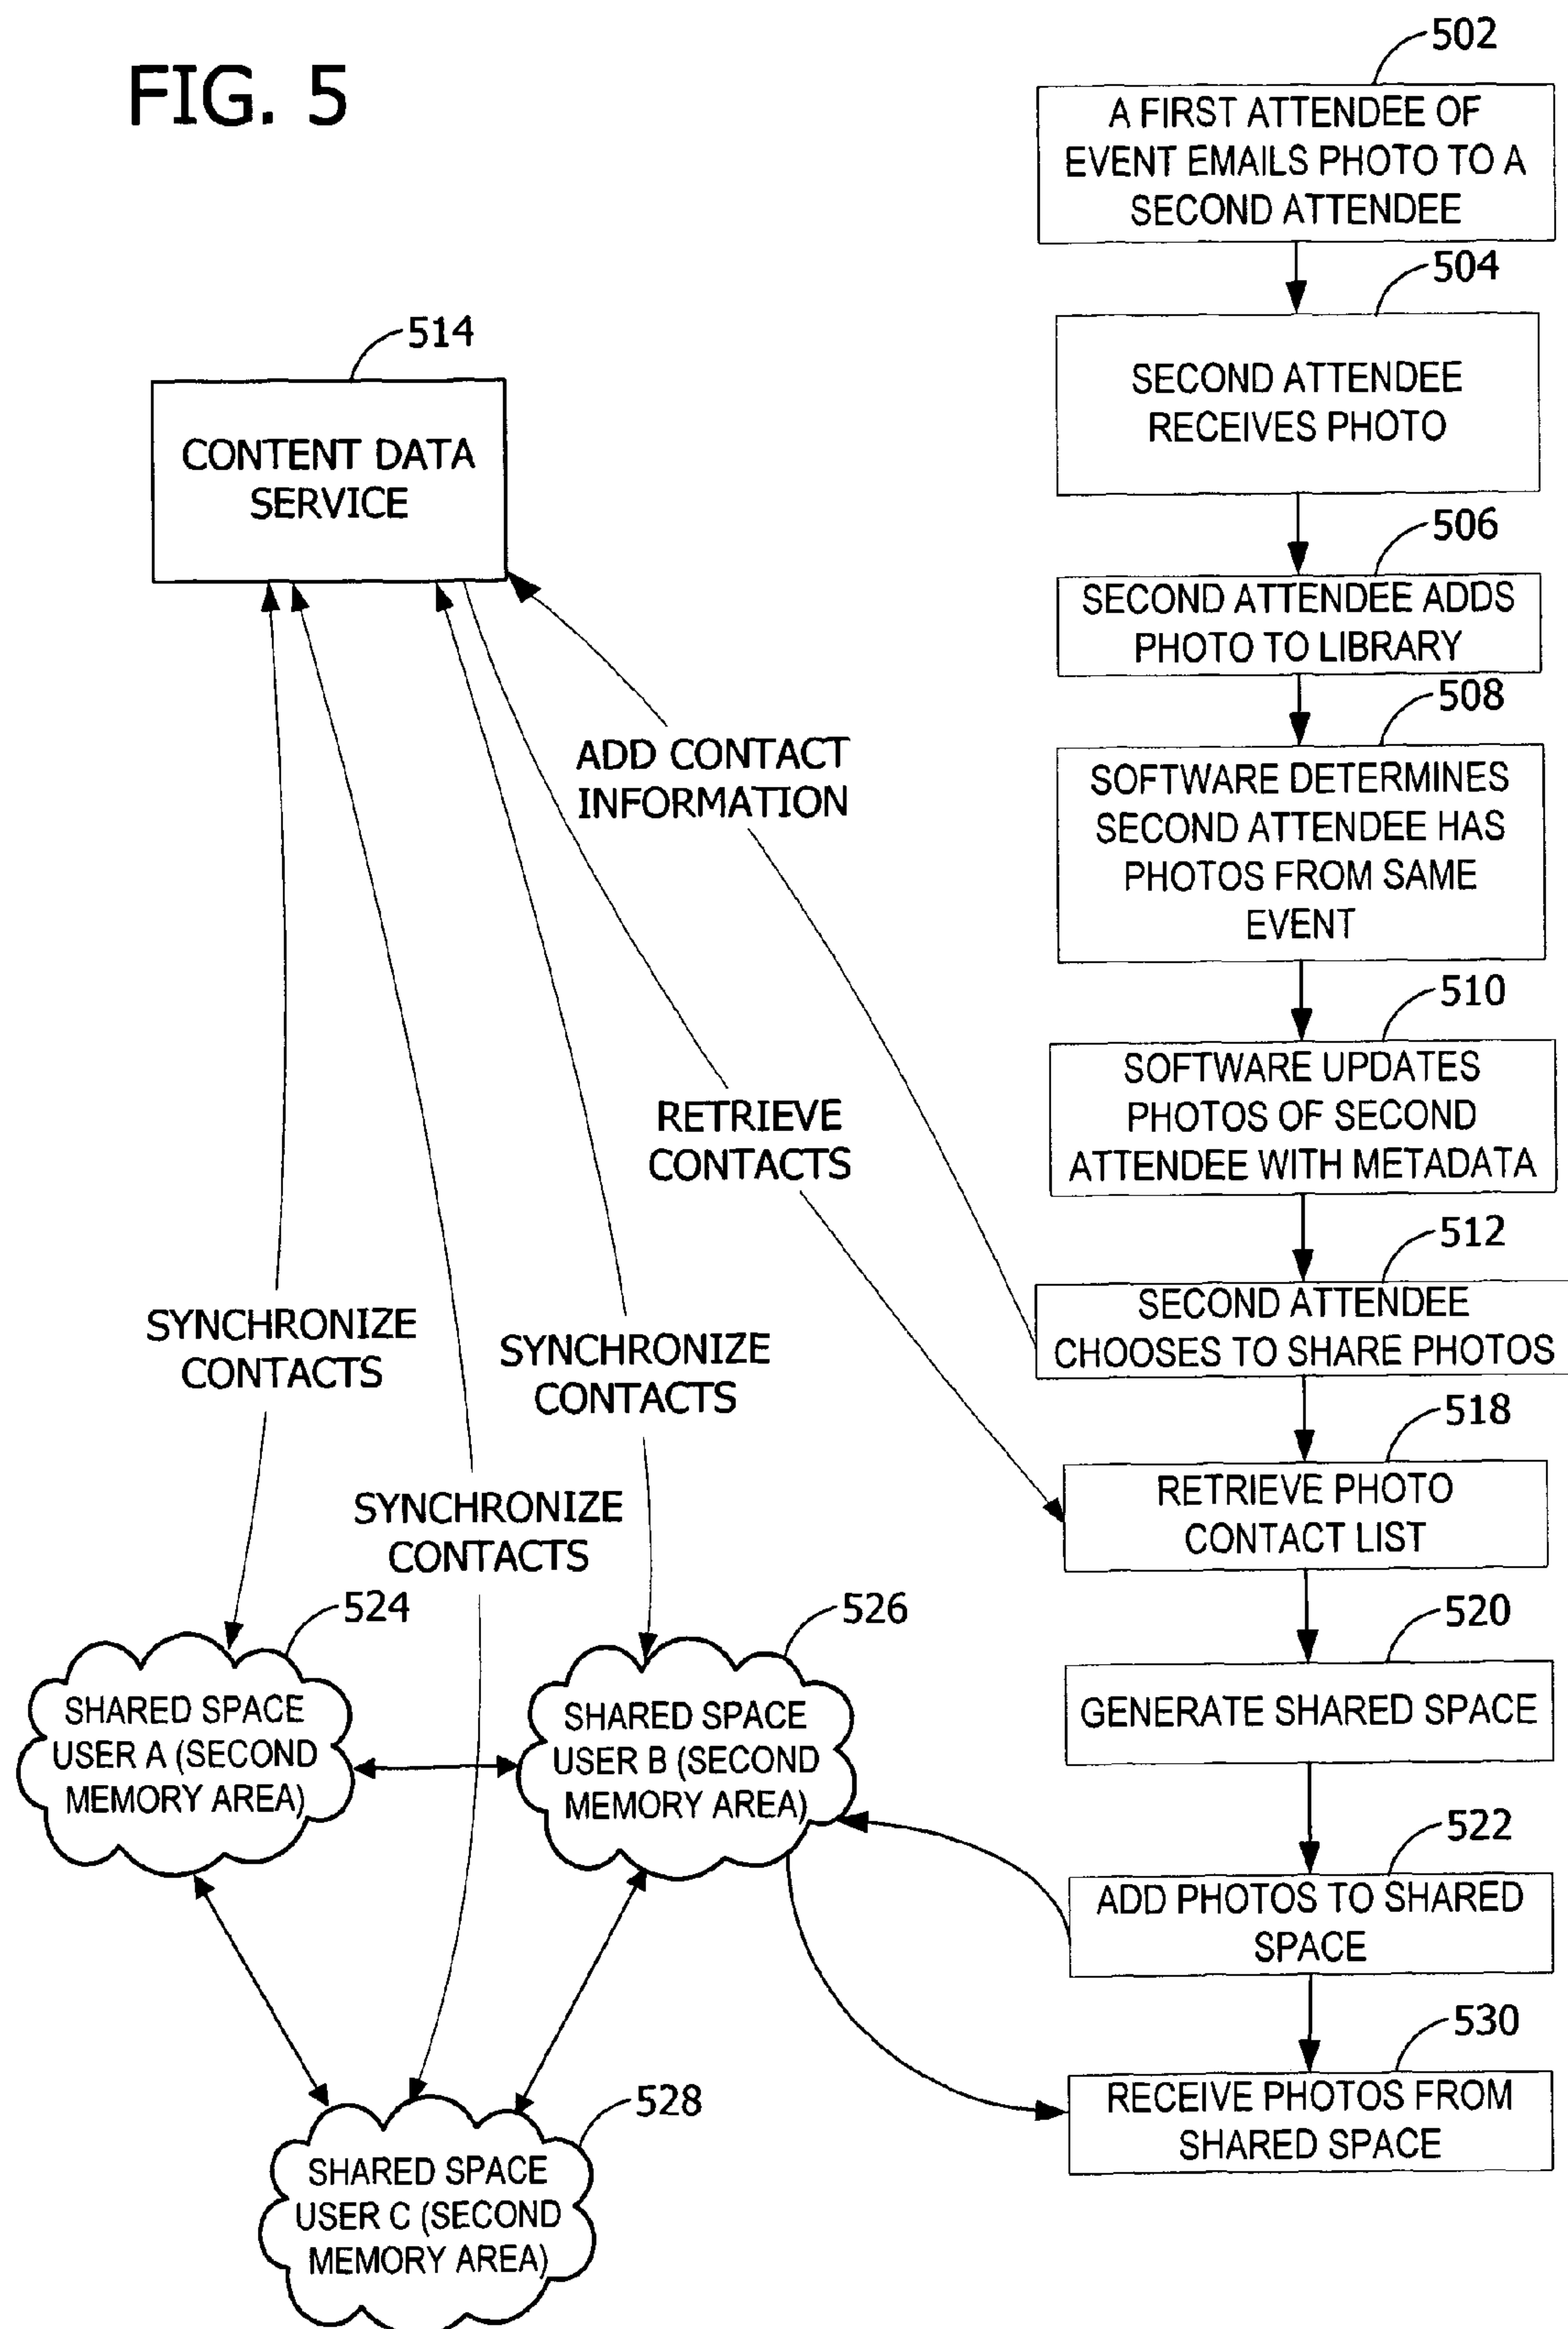 FIG. 5
502
A FIRST ATTENDEE OF
EVENT EMAILS PHOTO TO A
SECOND ATTENDEE
504
SECOND ATTENDEE
RECEIVES PHOTO
514
CONTENT DATA
SERVICE
506
SECOND ATTENDEE ADDS
PHOTO TO LIBRARY
508
SOFTWARE DETERMINES
SECOND ATTENDEE HAS
PHOTOS FROM SAME
EVENT
ADD CONTACT
INFORMATION
510
SOFTWARE UPDATES
PHOTOS OF SECOND
ATTENDEE WITH METADATA
RETRIEVE
CONTACTS
512
SECOND ATTENDEE
CHOOSES TO SHARE PHOTOS
SYNCHRONIZE
CONTACTS
SYNCHRONIZE
CONTACTS
SYNCHRONIZE
CONTACTS
518
RETRIEVE PHOTO
CONTACT LIST
520
GENERATE SHARED SPACE
524
SHARED SPACE
USER A (SECOND
MEMORY AREA)
526
SHARED SPACE
USER B (SECOND
MEMORY AREA)
522
ADD PHOTOS TO SHARED
SPACE
530
RECEIVE PHOTOS FROM
SHARED SPACE
528
SHARED SPACE
USER C (SECOND
MEMORY AREA)